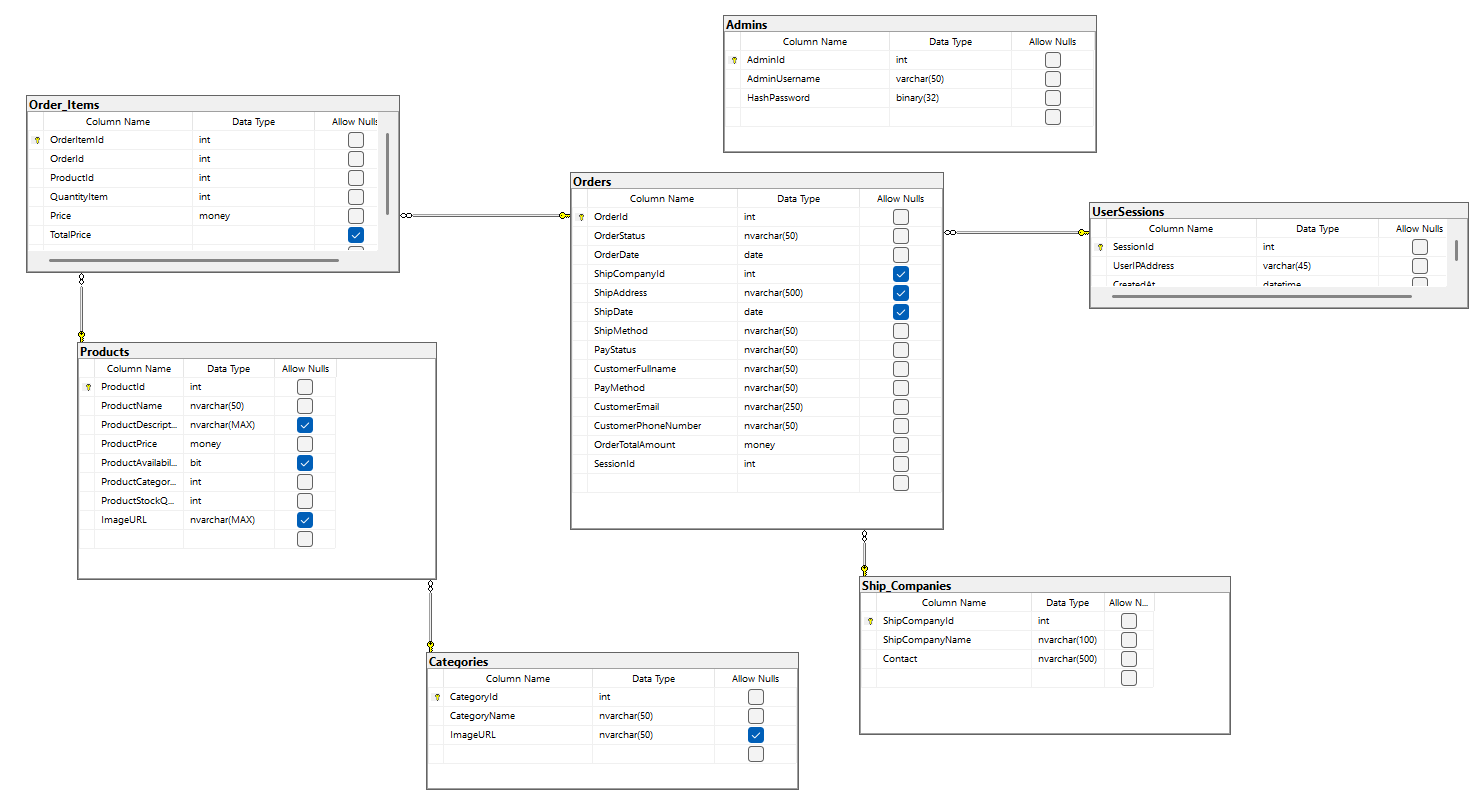 Admins
Column Name Data Type Allow Nulls
AdminId int
AdminUsername varchar(50)
HashPassword binary(32)
Order_Items
Column Name Data Type Allow Nulls
OrderItemId int
OrderId int
ProductId int
QuantityItem int
Price money
TotalPrice
Orders
Column Name Data Type Allow Nulls
OrderId int
OrderStatus nvarchar(50)
OrderDate date
ShipCompanyId int
ShipAddress nvarchar(500)
ShipDate date
ShipMethod nvarchar(50)
PayStatus nvarchar(50)
CustomerFullname nvarchar(50)
PayMethod nvarchar(50)
CustomerEmail nvarchar(250)
CustomerPhoneNumber nvarchar(50)
OrderTotalAmount money
SessionId int
UserSessions
Column Name Data Type Allow Nulls
SessionId int
UserIPAddress varchar(45)
CreatedAt datetime
Products
Column Name Data Type Allow Nulls
ProductId int
ProductName nvarchar(50)
ProductDescript... nvarchar(MAX)
ProductPrice money
ProductAvailabil... bit
ProductCategor... int
ProductStockQ... int
ImageURL nvarchar(MAX)
Ship_Companies
Column Name Data Type Allow N...
ShipCompanyId int
ShipCompanyName nvarchar(100)
Contact nvarchar(500)
Categories
Column Name Data Type Allow Nulls
CategoryId int
CategoryName nvarchar(50)
ImageURL nvarchar(50)